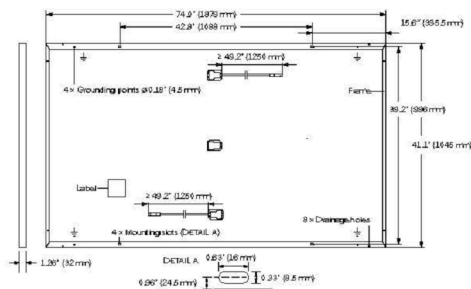 74.0" (1879 mm)
42.8" (1088 mm)
15.6" (395.5 mm)
≥ 49.2" (1250 mm)
4 × Grounding points ø 0.18" (4.5 mm)
Frame
39.2" (996 mm)
41.1" (1045 mm)
Label
≥ 49.2" (1250 mm)
8 × Drainage holes
4 × Mounting slots (DETAIL A)
1.26" (32 mm)
DETAIL A
0.63" (16 mm)
0.96" (24.5 mm)
0.33" (8.5 mm)